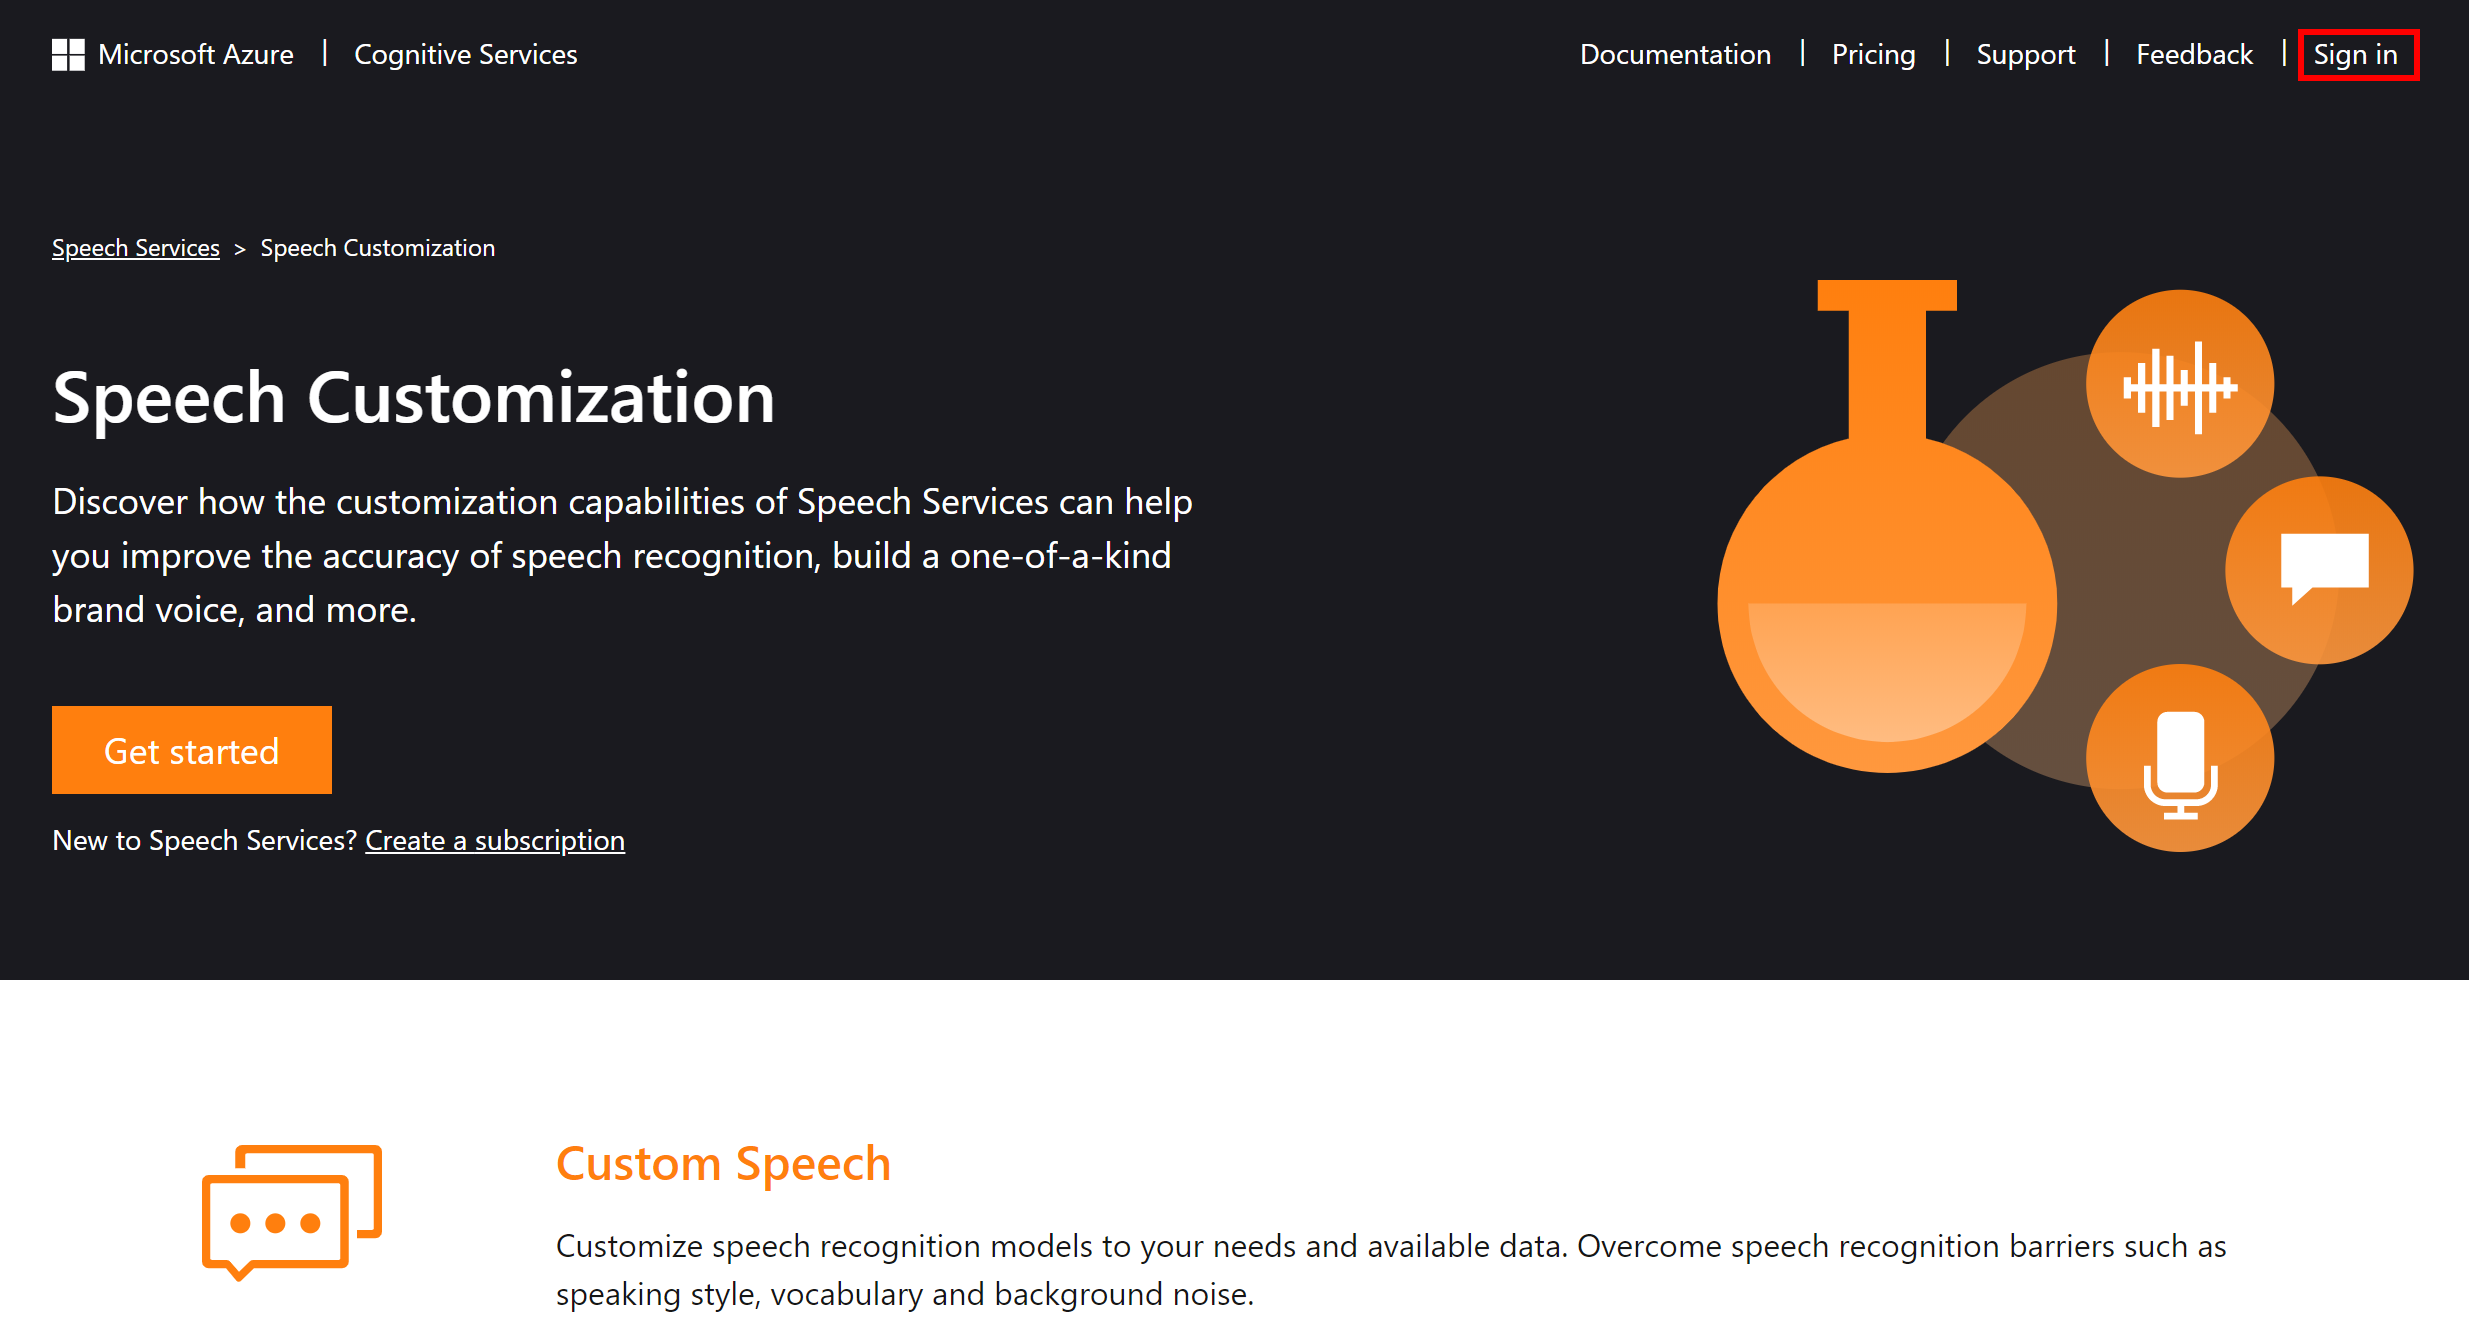 Microsoft Azure | Cognitive Services
Documentation | Pricing | Support | Feedback | Sign in
Speech Services > Speech Customization
Speech Customization
Discover how the customization capabilities of Speech Services can help
you improve the accuracy of speech recognition, build a one-of-a-kind
brand voice, and more.
Get started
New to Speech Services? Create a subscription
Custom Speech
Customize speech recognition models to your needs and available data. Overcome speech recognition barriers such as
speaking style, vocabulary and background noise.